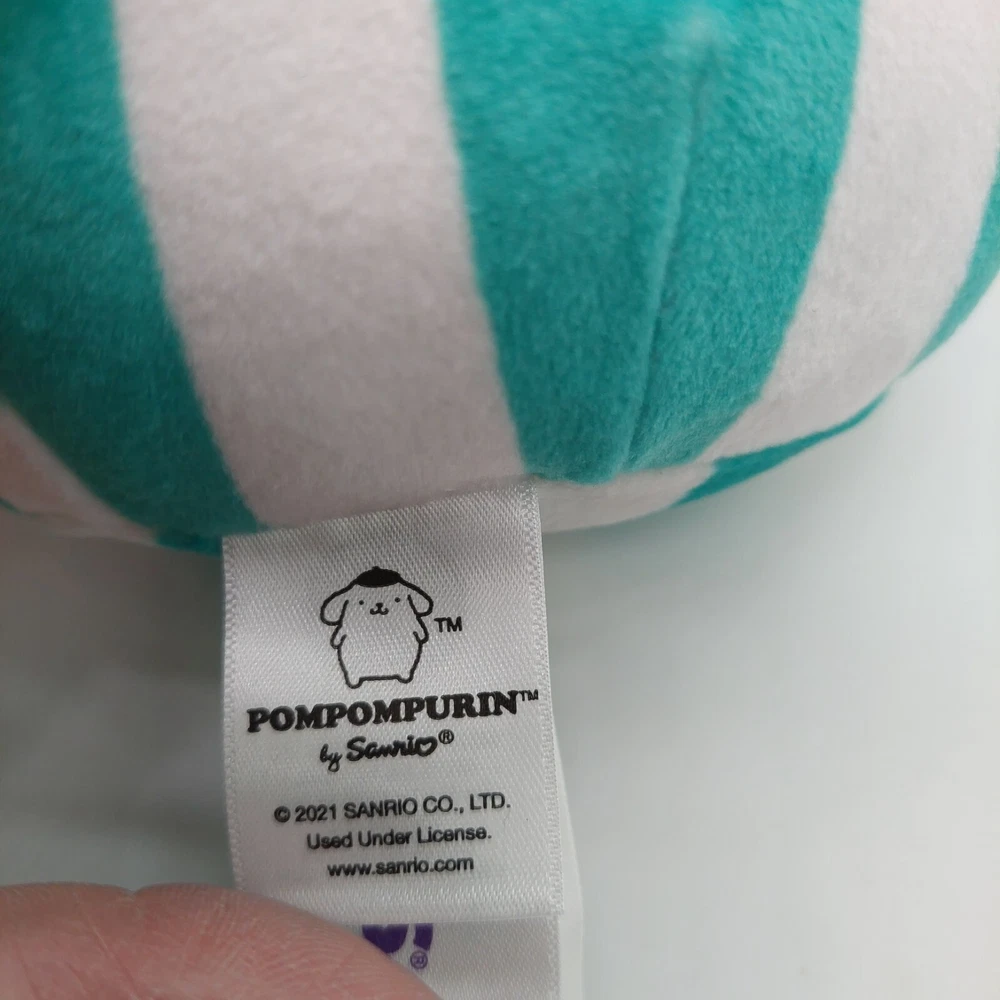 TM
POMPOMPURIN™
by Sanrio®
© 2021 SANRIO CO., LTD.
Used Under License.
www.sanrio.com
®